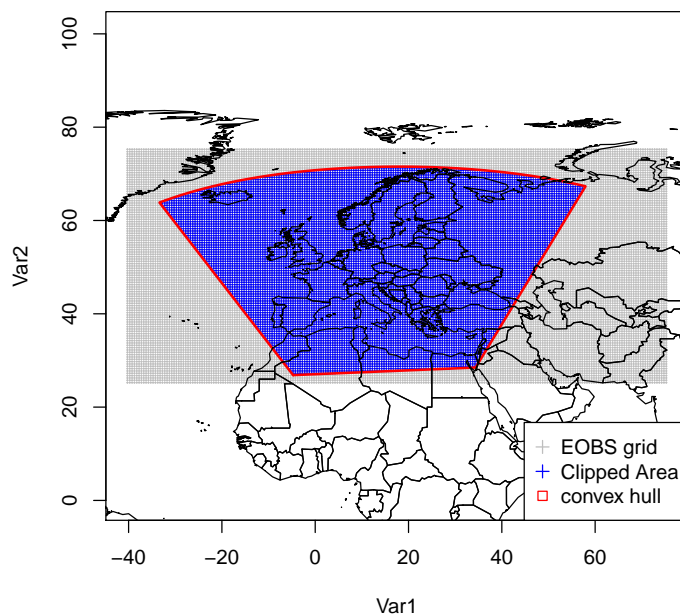 100
80
60
40
20
0
Var2
−40
−20
0
20
40
60
Var1
EOBS grid
Clipped Area
convex hull